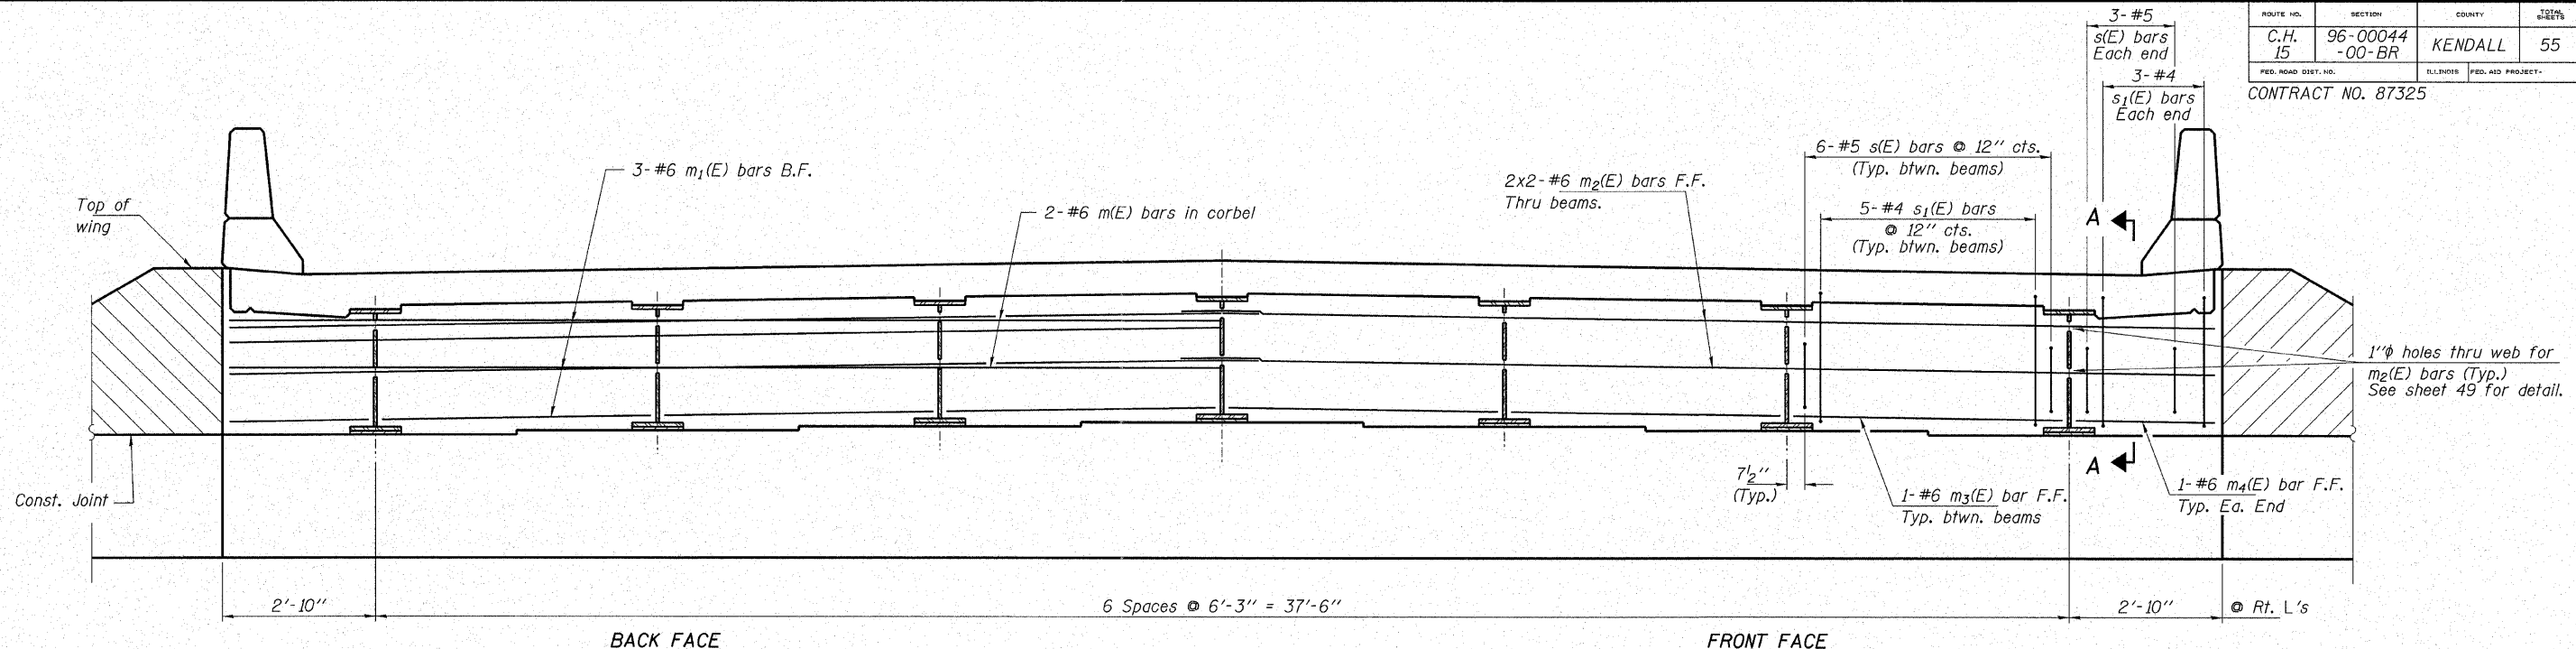 ROUTE NO. SECTION COUNTY TOTAL SHEETS
C.H. 15 96-00044 -00-BR KENDALL 55
FED. ROAD DIST. NO. ILLINOIS FED. AID PROJECT-
CONTRACT NO. 87325
3-#5
s(E) bars
Each end
3-#4
s1(E) bars
Each end
6-#5 s(E) bars @ 12" cts.
(Typ. btwn. beams)
5-#4 s1(E) bars
@ 12" cts.
(Typ. btwn. beams)
3-#6 m1(E) bars B.F.
2x2-#6 m2(E) bars F.F.
Thru beams.
2-#6 m(E) bars in corbel
Top of
wing
A
1"φ holes thru web for
m2(E) bars (Typ.)
See sheet 49 for detail.
A
7½"
(Typ.)
1-#6 m3(E) bar F.F.
Typ. btwn. beams
1-#6 m4(E) bar F.F.
Typ. Ea. End
Const. Joint
2'-10"
6 Spaces @ 6'-3" = 37'-6"
2'-10"
@ Rt. L's
BACK FACE
FRONT FACE